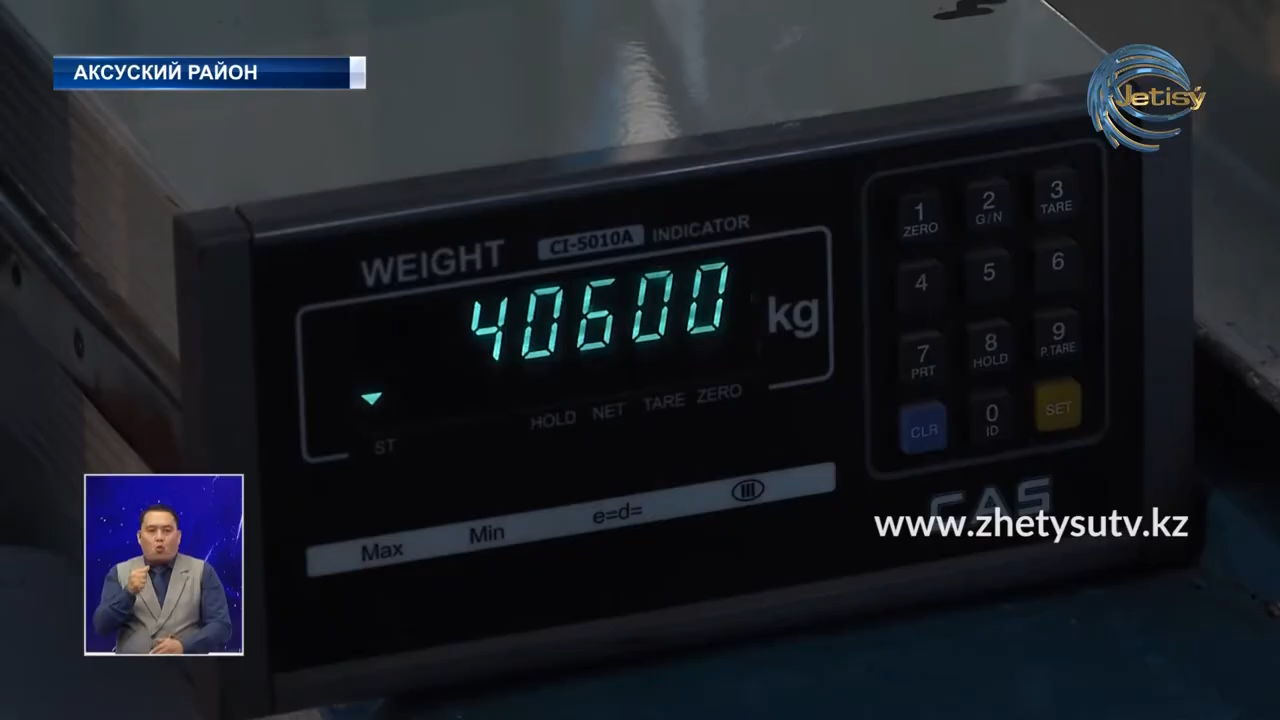 АКСУСКИЙ РАЙОН
Jetisý
WEIGHT CI-5010A INDICATOR
40600 kg
HOLD NET TARE ZERO
ST
Max Min e=d= III
1 ZERO 2 G/N 3 TARE
4 5 6
7 PRT 8 HOLD 9 P.TARE
CLR 0 ID SET
CAS
www.zhetysutv.kz